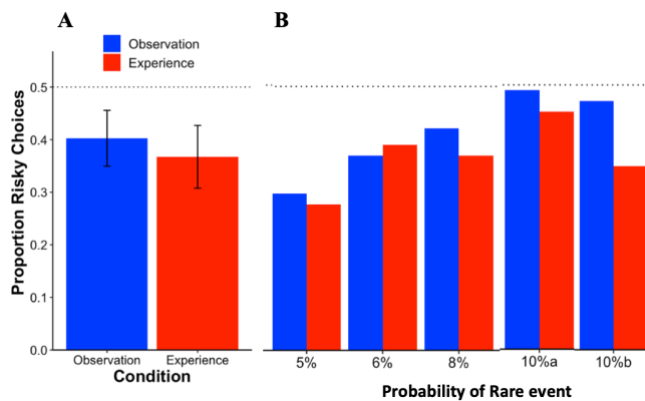 A
B
Observation
Experience
Proportion Risky Choices
0.5
0.4
0.3
0.2
0.1
0.0
Observation Experience
Condition
5% 6% 8% 10%a 10%b
Probability of Rare event